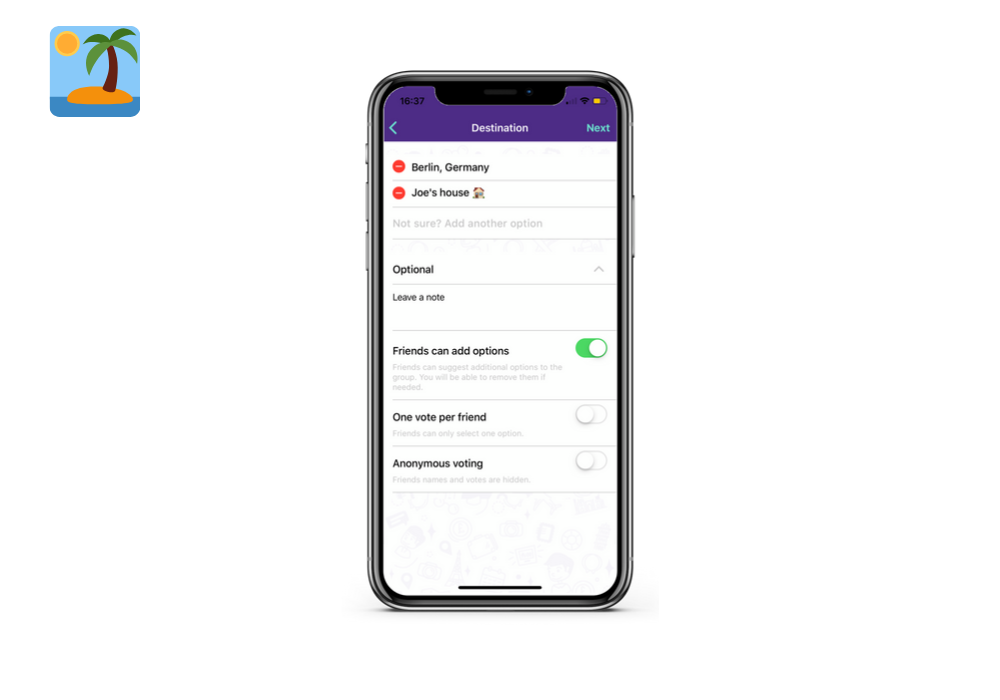 16:37
Destination
Next
Berlin, Germany
Joe's house 🏠
Not sure? Add another option
Optional
Leave a note
Friends can add options
Friends can suggest additional options to the
group. You will be able to remove them if
needed.
One vote per friend
Friends can only select one option.
Anonymous voting
Friends names and votes are hidden.